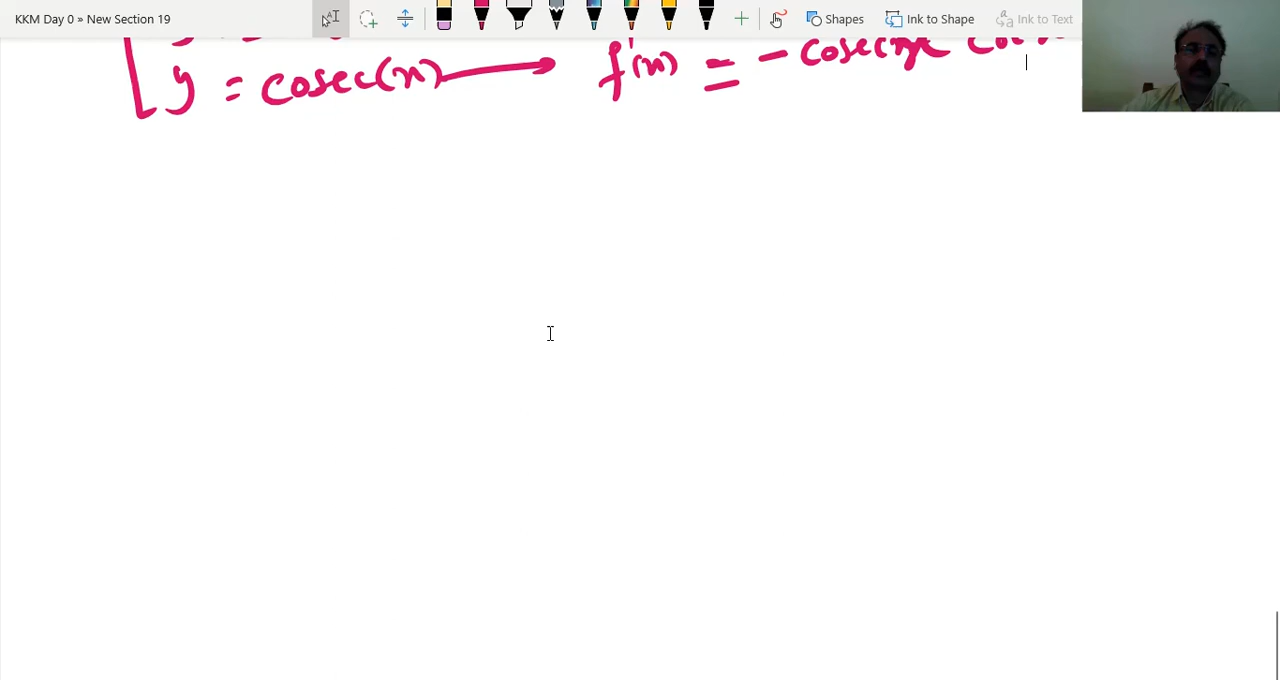 KKM Day 0 » New Section 19
Shapes
Ink to Shape
Ink to Text
y = cosec(x) → f'(x) = - cosec(x)